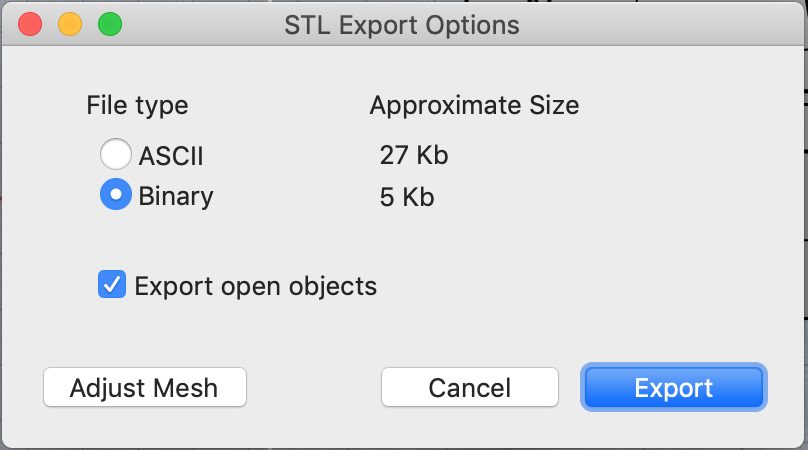 STL Export Options
File type Approximate Size
ASCII 27 Kb
Binary 5 Kb
Export open objects
Adjust Mesh Cancel Export